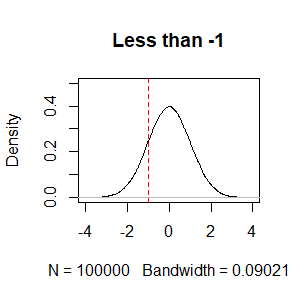 Less than -1
Density
0.4
0.2
0.0
-4 -2 0 2 4
N = 100000 Bandwidth = 0.09021